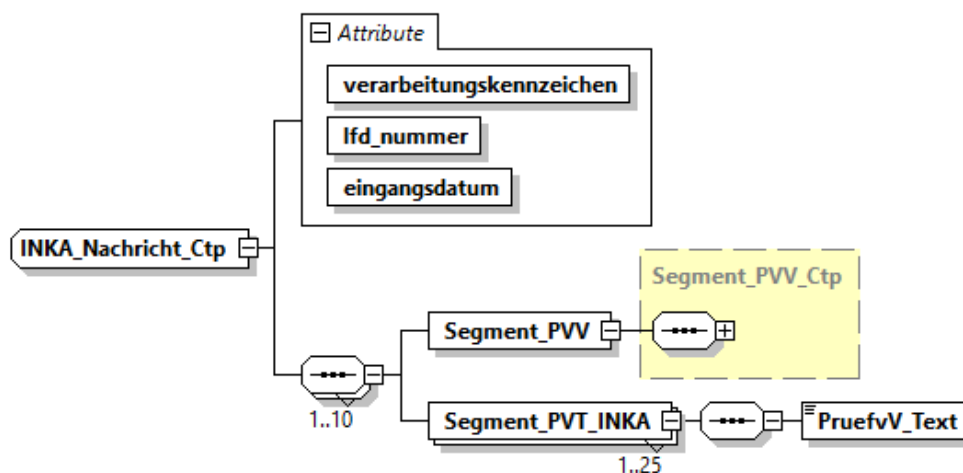 Attribute
verarbeitungskennzeichen
lfd_nummer
eingangsdatum
INKA_Nachricht_Ctp
Segment_PVV_Ctp
Segment_PVV
1..10
Segment_PVT_INKA
PruefvV_Text
1..25